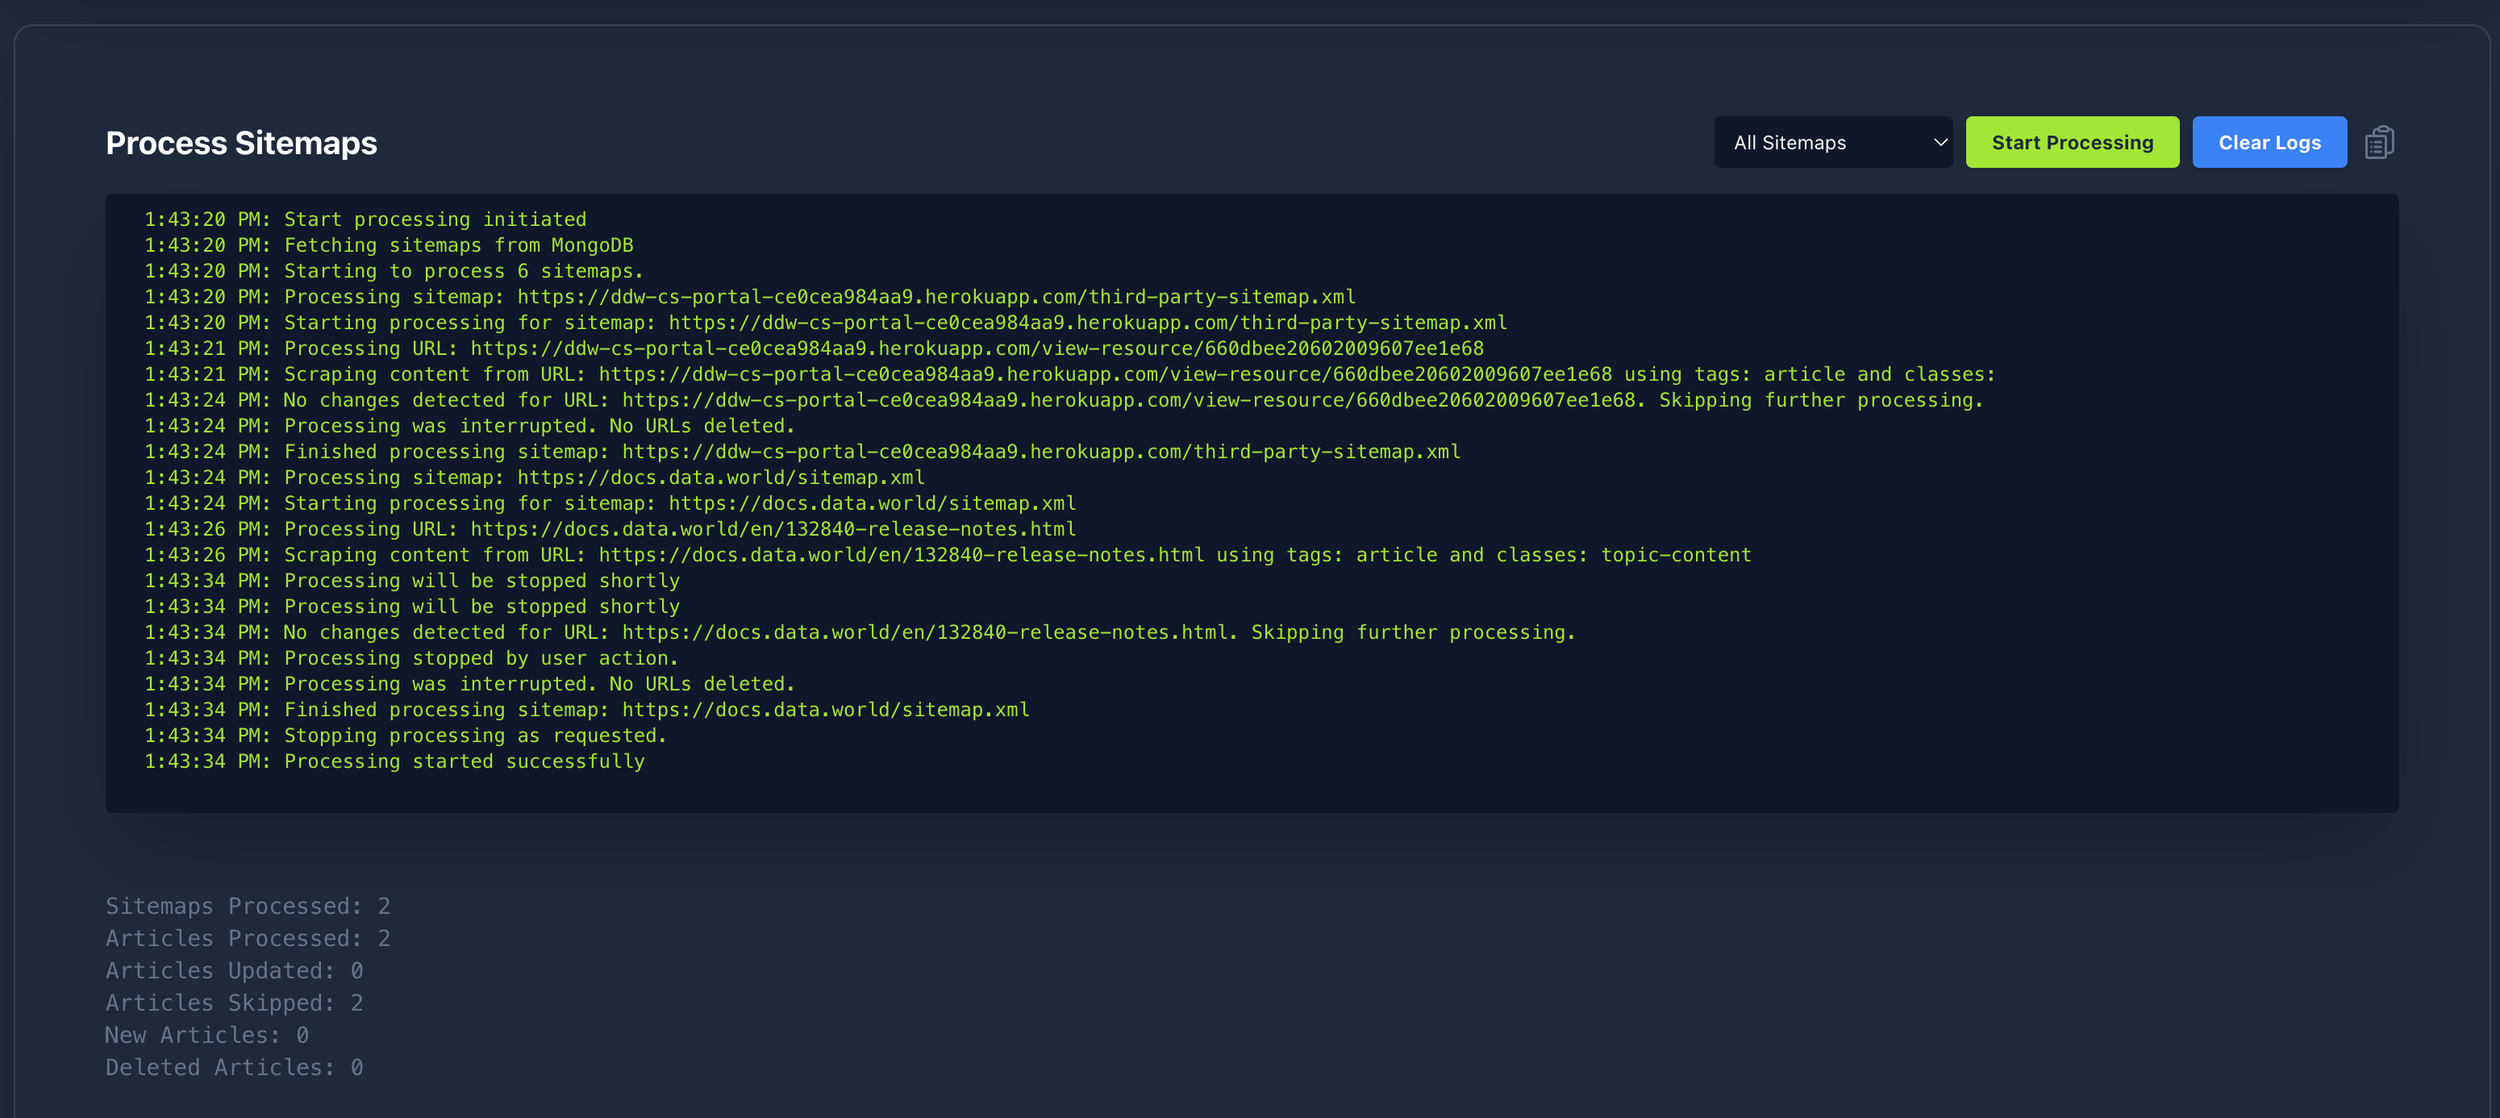 Process Sitemaps
All Sitemaps
Start Processing
Clear Logs
1:43:20 PM: Start processing initiated
1:43:20 PM: Fetching sitemaps from MongoDB
1:43:20 PM: Starting to process 6 sitemaps.
1:43:20 PM: Processing sitemap: https://ddw-cs-portal-ce0cea984aa9.herokuapp.com/third-party-sitemap.xml
1:43:20 PM: Starting processing for sitemap: https://ddw-cs-portal-ce0cea984aa9.herokuapp.com/third-party-sitemap.xml
1:43:21 PM: Processing URL: https://ddw-cs-portal-ce0cea984aa9.herokuapp.com/view-resource/660dbee20602009607ee1e68
1:43:21 PM: Scraping content from URL: https://ddw-cs-portal-ce0cea984aa9.herokuapp.com/view-resource/660dbee20602009607ee1e68 using tags: article and classes:
1:43:24 PM: No changes detected for URL: https://ddw-cs-portal-ce0cea984aa9.herokuapp.com/view-resource/660dbee20602009607ee1e68. Skipping further processing.
1:43:24 PM: Processing was interrupted. No URLs deleted.
1:43:24 PM: Finished processing sitemap: https://ddw-cs-portal-ce0cea984aa9.herokuapp.com/third-party-sitemap.xml
1:43:24 PM: Processing sitemap: https://docs.data.world/sitemap.xml
1:43:24 PM: Starting processing for sitemap: https://docs.data.world/sitemap.xml
1:43:26 PM: Processing URL: https://docs.data.world/en/132840-release-notes.html
1:43:26 PM: Scraping content from URL: https://docs.data.world/en/132840-release-notes.html using tags: article and classes: topic-content
1:43:34 PM: Processing will be stopped shortly
1:43:34 PM: Processing will be stopped shortly
1:43:34 PM: No changes detected for URL: https://docs.data.world/en/132840-release-notes.html. Skipping further processing.
1:43:34 PM: Processing stopped by user action.
1:43:34 PM: Processing was interrupted. No URLs deleted.
1:43:34 PM: Finished processing sitemap: https://docs.data.world/sitemap.xml
1:43:34 PM: Stopping processing as requested.
1:43:34 PM: Processing started successfully
Sitemaps Processed: 2
Articles Processed: 2
Articles Updated: 0
Articles Skipped: 2
New Articles: 0
Deleted Articles: 0